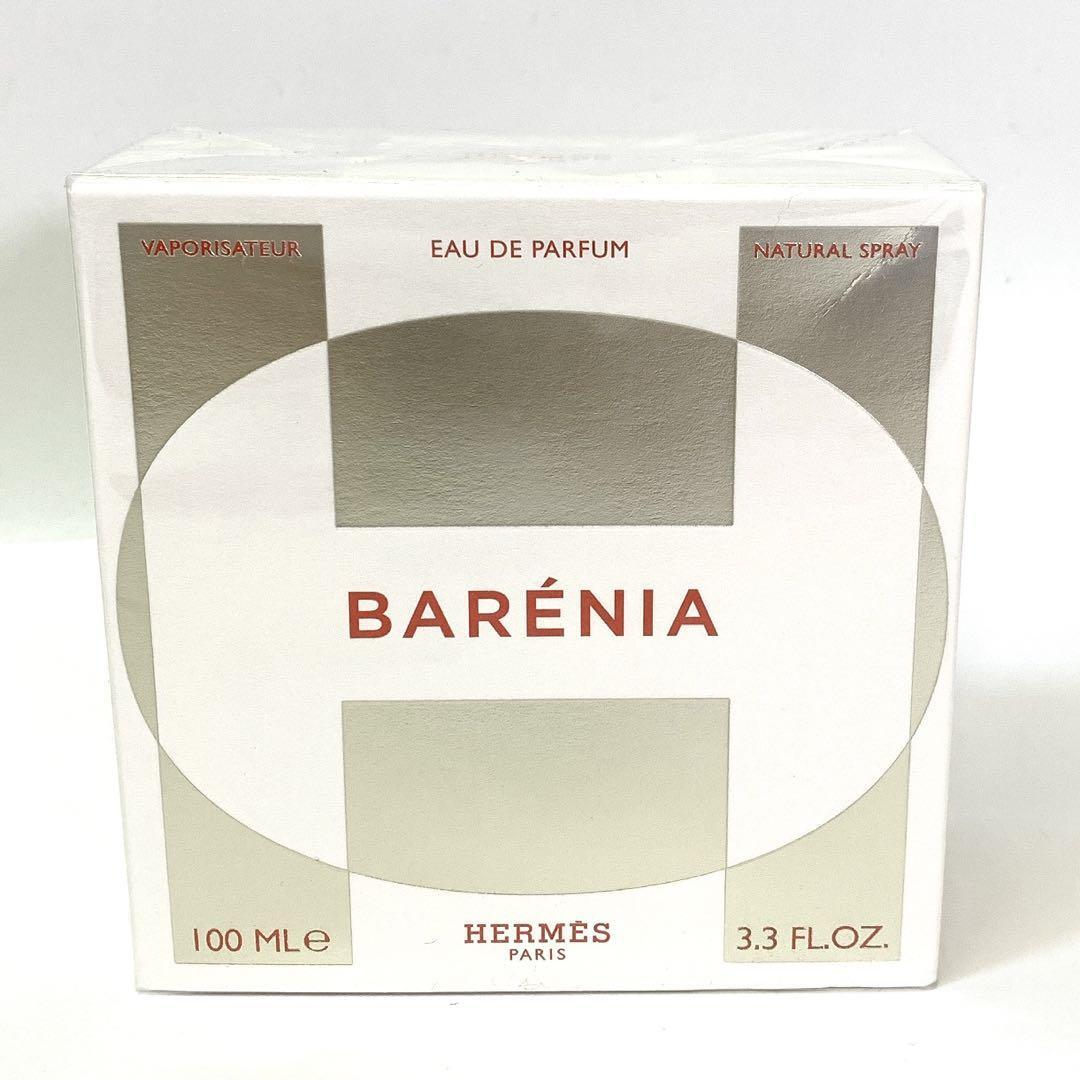 VAPORISATEUR EAU DE PARFUM NATURAL SPRAY
BARÉNIA
100 ML℮ HERMÈS 3.3 FL.OZ.
PARIS